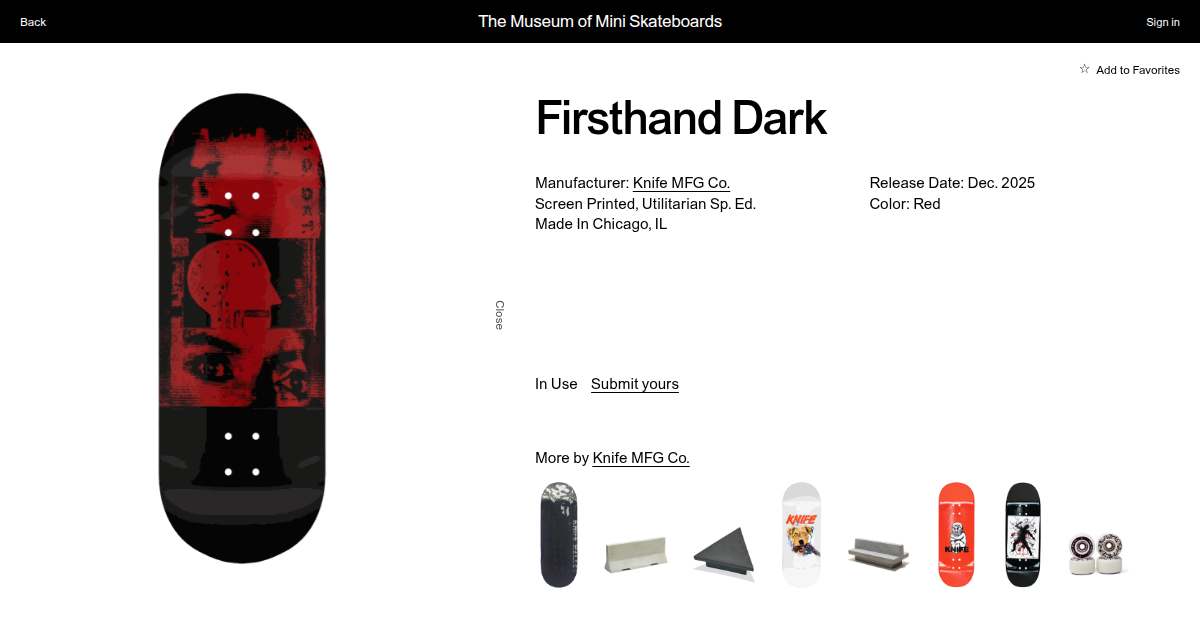 Back
The Museum of Mini Skateboards
Sign in
☆ Add to Favorites
Firsthand Dark
Manufacturer: Knife MFG Co.
Screen Printed, Utilitarian Sp. Ed.
Made In Chicago, IL
Release Date: Dec. 2025
Color: Red
Close
In Use Submit yours
More by Knife MFG Co.
KNIFE
KNIFE